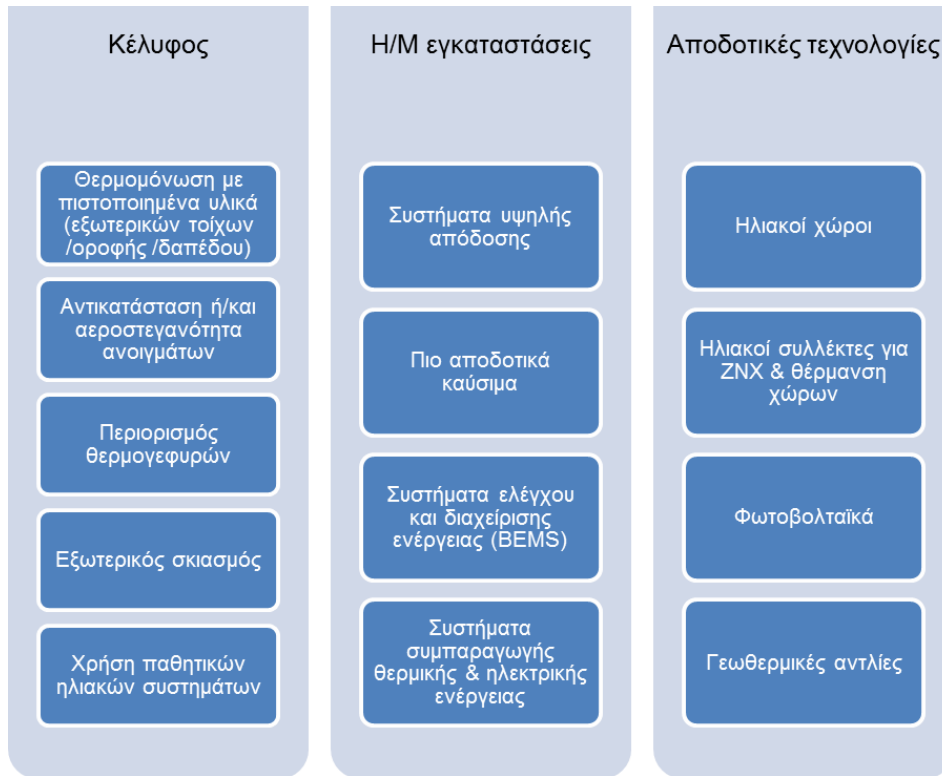 Κέλυφος
Θερμομόνωση με
πιστοποιημένα υλικά
(εξωτερικών τοίχων
/οροφής /δαπέδου)
Αντικατάσταση ή/και
αεροστεγανότητα
ανοιγμάτων
Περιορισμός
θερμογεφυρών
Εξωτερικός σκιασμός
Χρήση παθητικών
ηλιακών συστημάτων
Η/Μ εγκαταστάσεις
Συστήματα υψηλής
απόδοσης
Πιο αποδοτικά
καύσιμα
Συστήματα ελέγχου
και διαχείρισης
ενέργειας (BEMS)
Συστήματα
συμπαραγωγής
θερμικής & ηλεκτρικής
ενέργειας
Αποδοτικές τεχνολογίες
Ηλιακοί χώροι
Ηλιακοί συλλέκτες για
ΖΝΧ & θέρμανση
χώρων
Φωτοβολταϊκά
Γεωθερμικές αντλίες